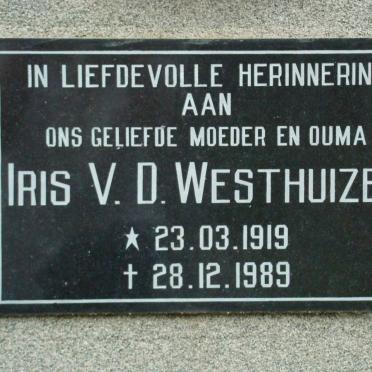 IN LIEFDEVOLLE HERINNERIN
AAN
ONS GELIEFDE MOEDER EN OUMA
IRIS V. D. WESTHUIZE
★ 23.03.1919
† 28.12.1989